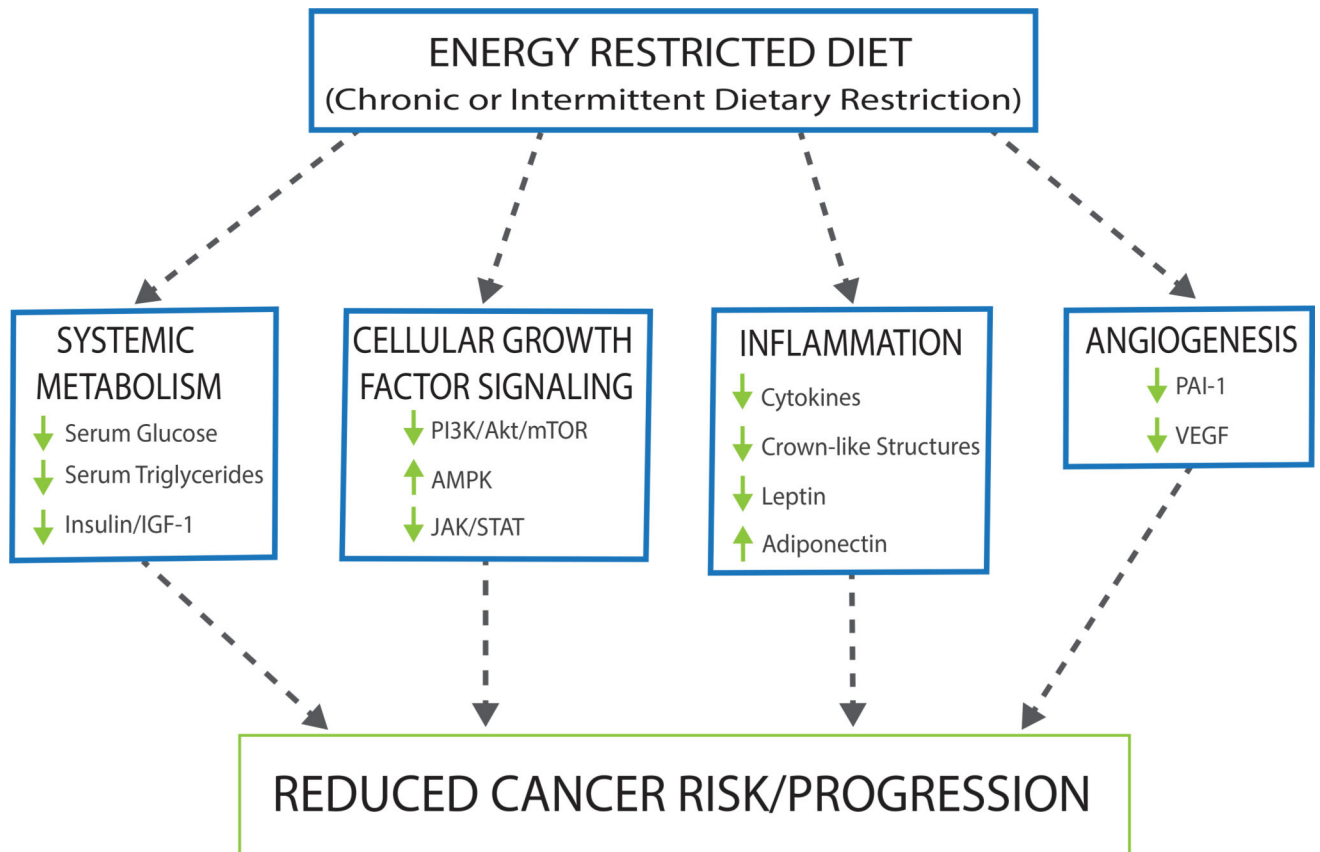 ENERGY RESTRICTED DIET
(Chronic or Intermittent Dietary Restriction)
SYSTEMIC
METABOLISM
↓ Serum Glucose
↓ Serum Triglycerides
↓ Insulin/IGF-1
CELLULAR GROWTH
FACTOR SIGNALING
↓ PI3K/Akt/mTOR
↑ AMPK
↓ JAK/STAT
INFLAMMATION
↓ Cytokines
↓ Crown-like Structures
↓ Leptin
↑ Adiponectin
ANGIOGENESIS
↓ PAI-1
↓ VEGF
REDUCED CANCER RISK/PROGRESSION